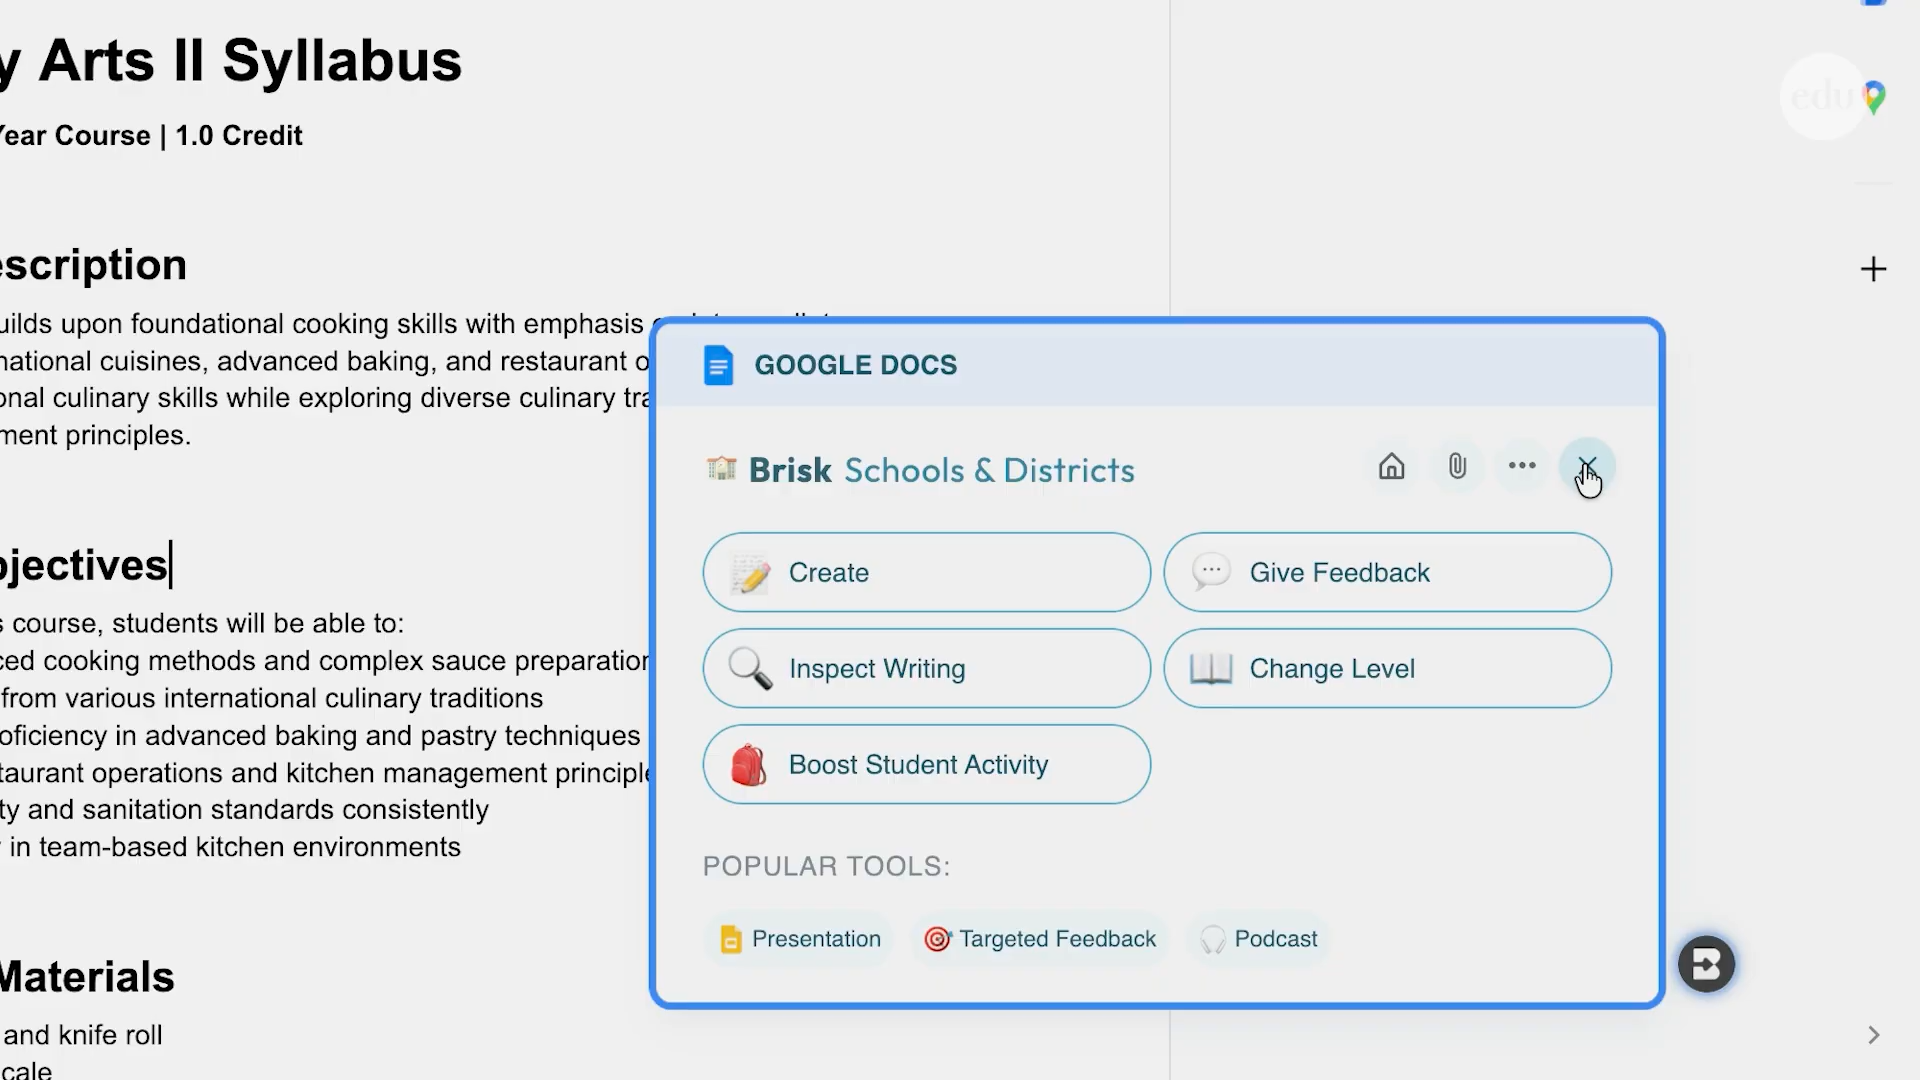 y Arts II Syllabus
Year Course | 1.0 Credit
edu
escription
uilds upon foundational cooking skills with emphasis
national cuisines, advanced baking, and restaurant o
onal culinary skills while exploring diverse culinary tra
ment principles.
bjectives
s course, students will be able to:
ced cooking methods and complex sauce preparation
from various international culinary traditions
oficiency in advanced baking and pastry techniques
taurant operations and kitchen management principle
ty and sanitation standards consistently
y in team-based kitchen environments
Materials
and knife roll
cale
GOOGLE DOCS
Brisk Schools & Districts
Create
Give Feedback
Inspect Writing
Change Level
Boost Student Activity
POPULAR TOOLS:
Presentation
Targeted Feedback
Podcast